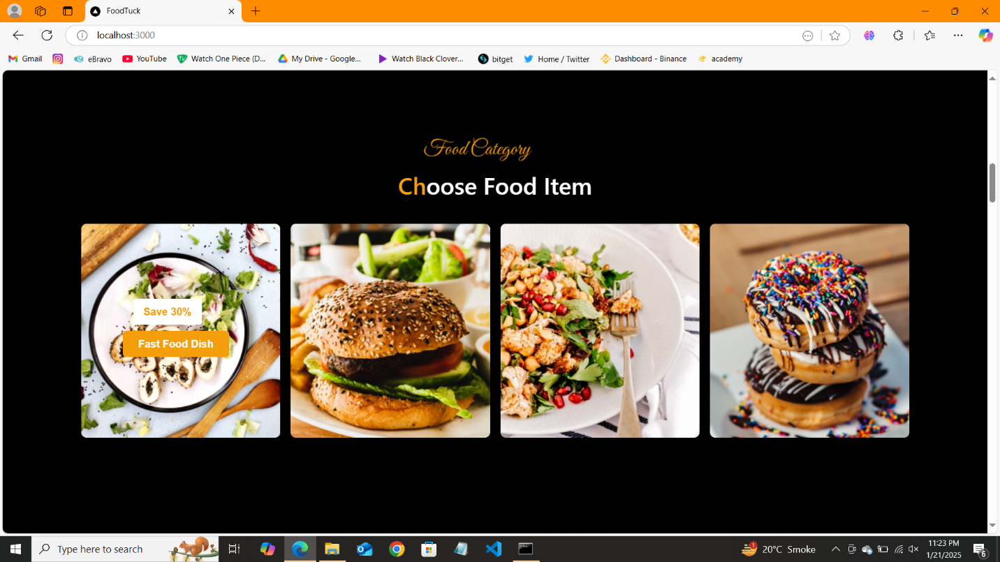 FoodTuck
localhost:3000
Gmail
eBravo
YouTube
Watch One Piece (D...
My Drive - Google...
Watch Black Clover...
bitget
Home / Twitter
Dashboard - Binance
academy
Food Category
Choose Food Item
Save 30%
Fast Food Dish
Type here to search
1
20°C Smoke
11:23 PM
1/21/2025
6